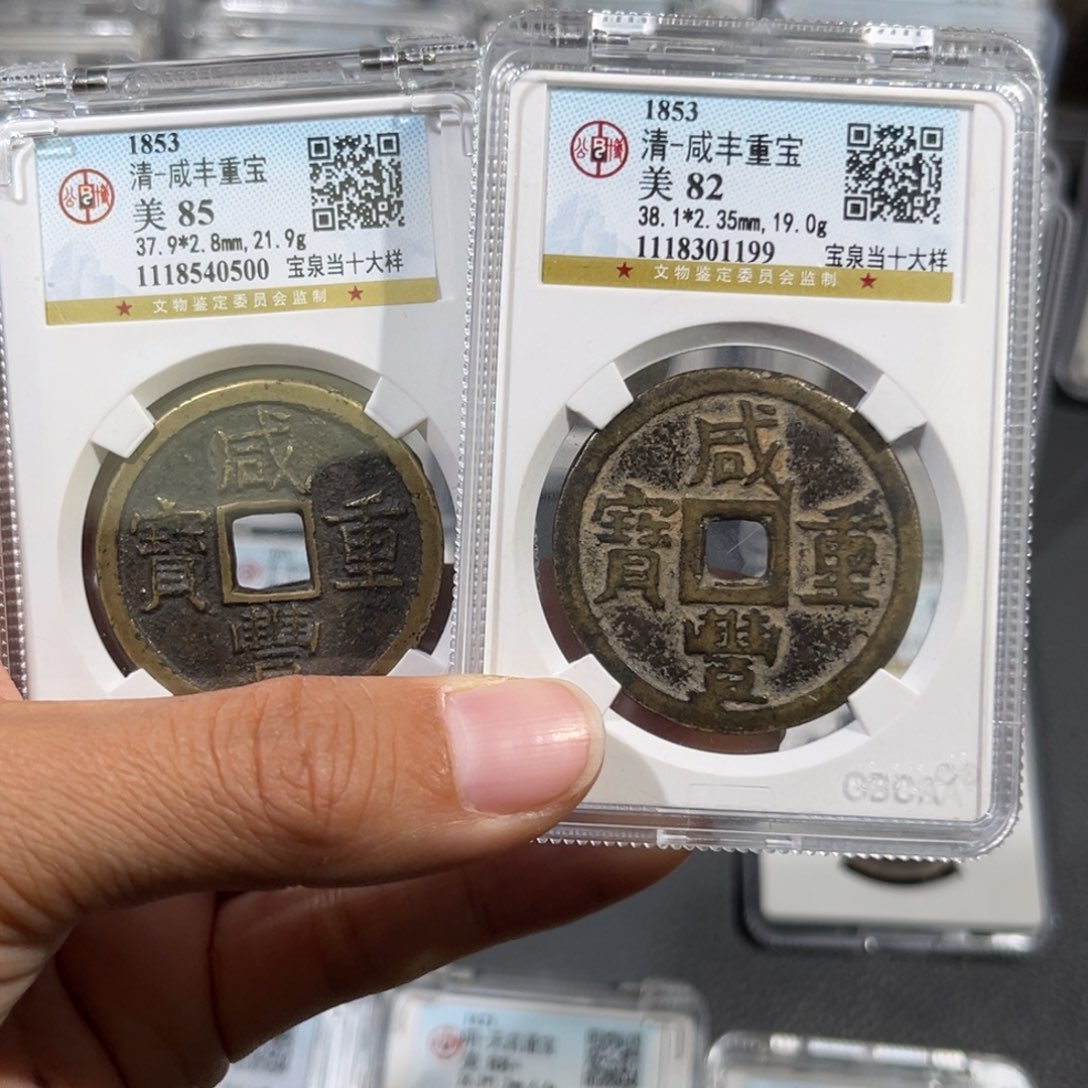 1853
清-咸丰重宝
美 85
37.9*2.8mm, 21.9g
1118540500 宝泉当十大样
★ 文物鉴定委员会监制 ★
咸
寶 重
豐
1853
清-咸丰重宝
美 82
38.1*2.35mm, 19.0g
1118301199 宝泉当十大样
★ 文物鉴定委员会监制 ★
咸
寶 重
豐